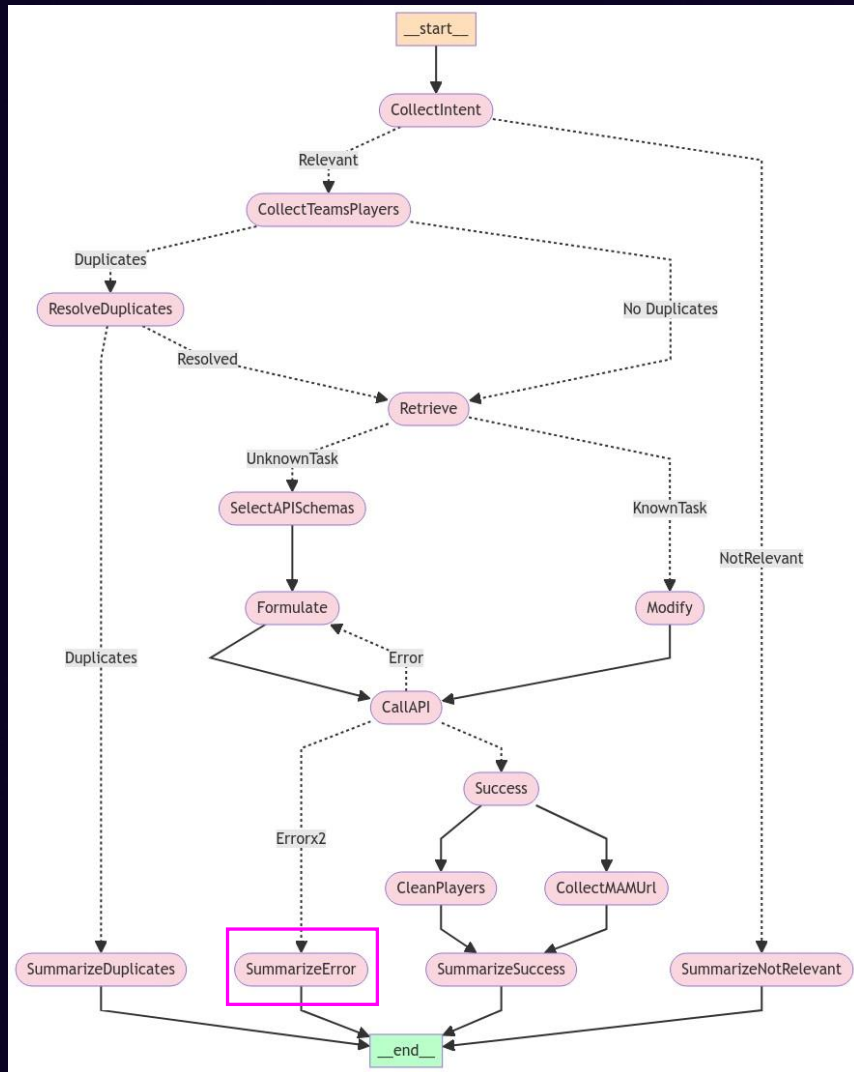 __start__
CollectIntent
Relevant
CollectTeamsPlayers
Duplicates
ResolveDuplicates
No Duplicates
Resolved
Retrieve
UnknownTask
SelectAPISchemas
KnownTask
NotRelevant
Formulate
Modify
Duplicates
Error
CallAPI
Success
Errorx2
CleanPlayers
CollectMAMUrl
SummarizeDuplicates
SummarizeError
SummarizeSuccess
SummarizeNotRelevant
__end__